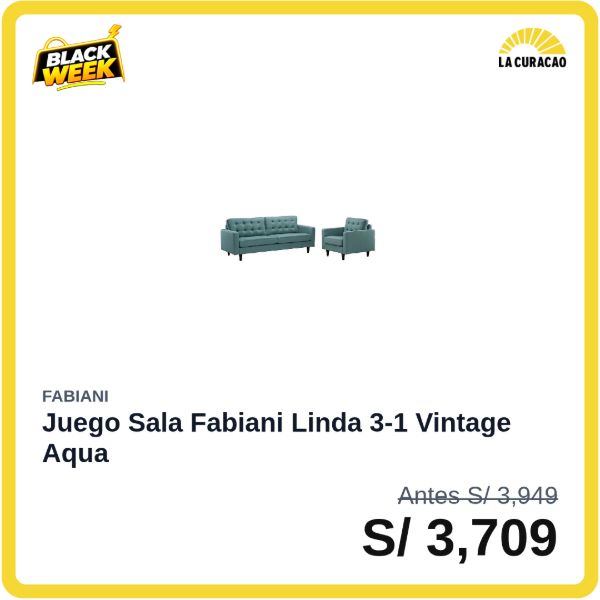 BLACK
WEEK
LA CURACAO
FABIANI
Juego Sala Fabiani Linda 3-1 Vintage
Aqua
Antes S/ 3,949
S/ 3,709